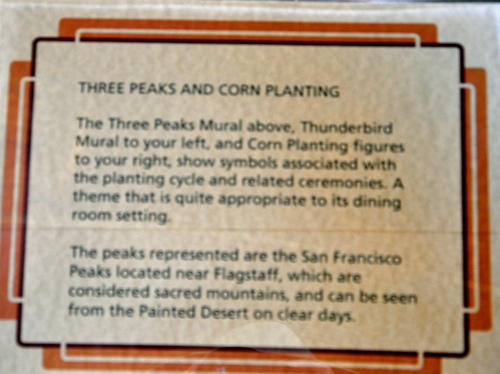 THREE PEAKS AND CORN PLANTING
The Three Peaks Mural above, Thunderbird
Mural to your left, and Corn Planting figures
to your right, show symbols associated with
the planting cycle and related ceremonies. A
theme that is quite appropriate to its dining
room setting.
The peaks represented are the San Francisco
Peaks located near Flagstaff, which are
considered sacred mountains, and can be seen
from the Painted Desert on clear days.